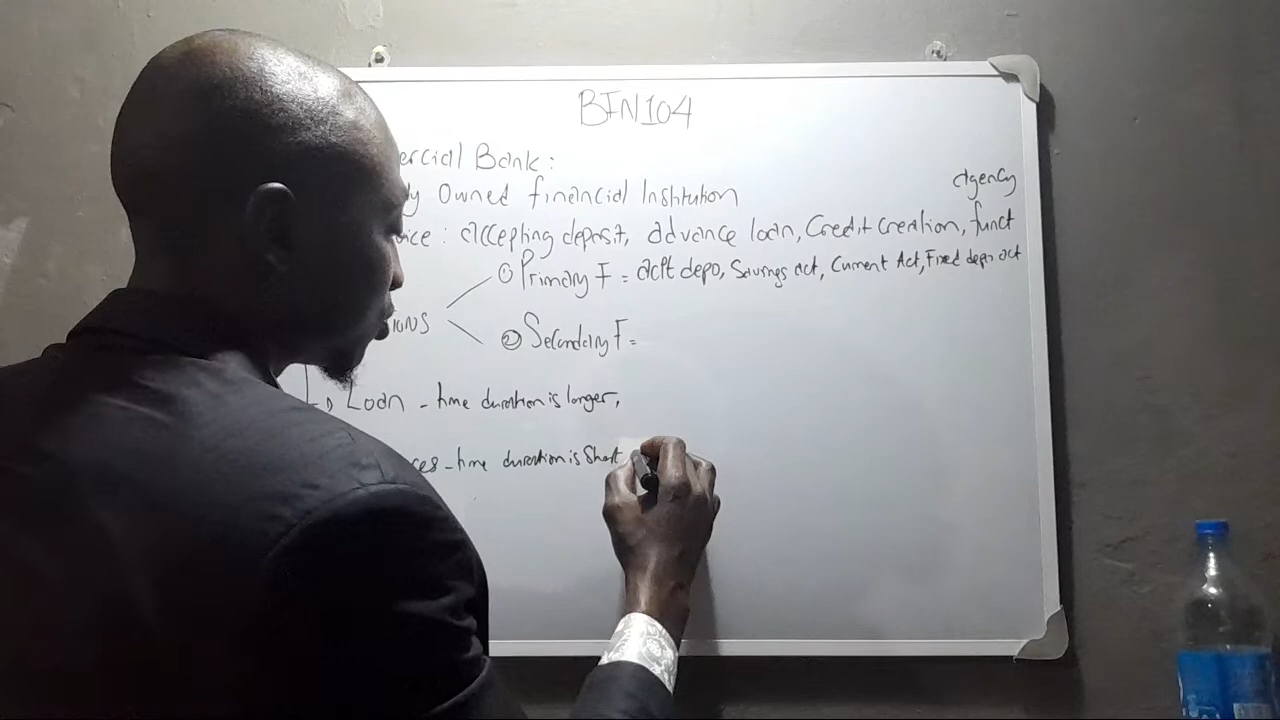 BIN104
ercial Bank:
y Owned financial Institution
Agency
ice: accepting deposit, advance loan, Credit creation, funct
① Primary F = acpt depo, Savings act, Current Act, Fixed depo act
IONS
② Secondary F =
Loan - time duration is longer,
ces - time duration is Short